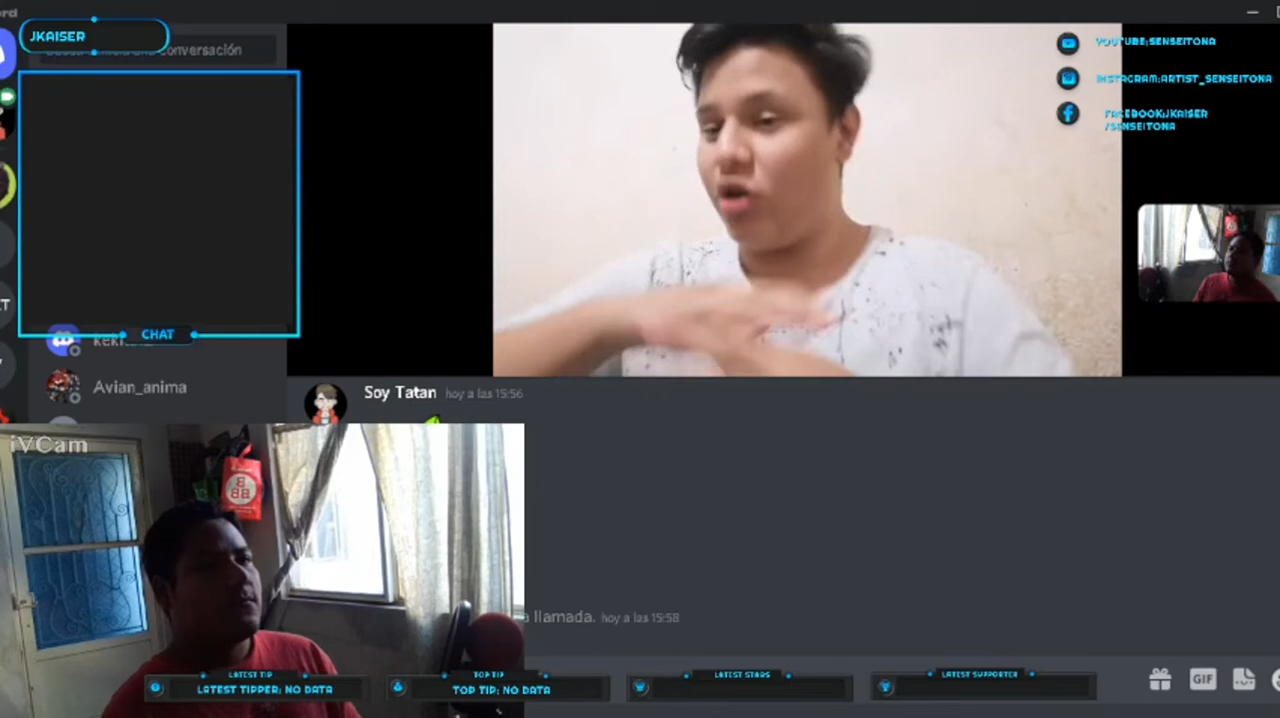 JKAISER
conversación
YOUTUBE:SENSEITONA
INSTAGRAM:ARTIST_SENSEITONA
FACEBOOK:JKAISER
/SENSEITONA
CHAT
Avian_anima
Soy Tatan hoy a las 15:56
iVCam
B
BB
llamada. hoy a las 15:58
LATEST TIP
LATEST TIPPER: NO DATA
TOP TIP
TOP TIP: NO DATA
LATEST STARS
LATEST SUPPORTER
GIF